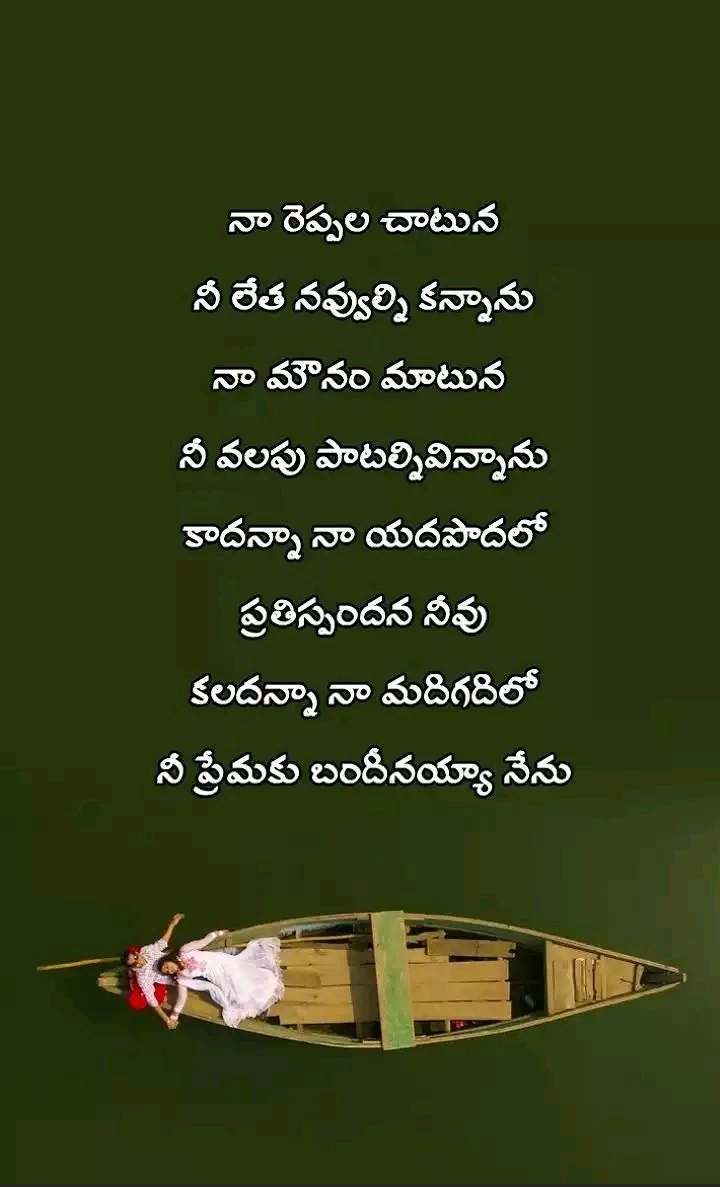 నా రెప్పల చాటున
నీ లేత నవ్వుల్ని కన్నాను
నా మౌనం మాటున
నీ వలపు పాటల్నివిన్నాను
కాదన్నా నా యదపొదలో
ప్రతిస్పందన నీవు
కలదన్నా నా మదిగదిలో
నీ ప్రేమకు బందీనయ్యా నేను